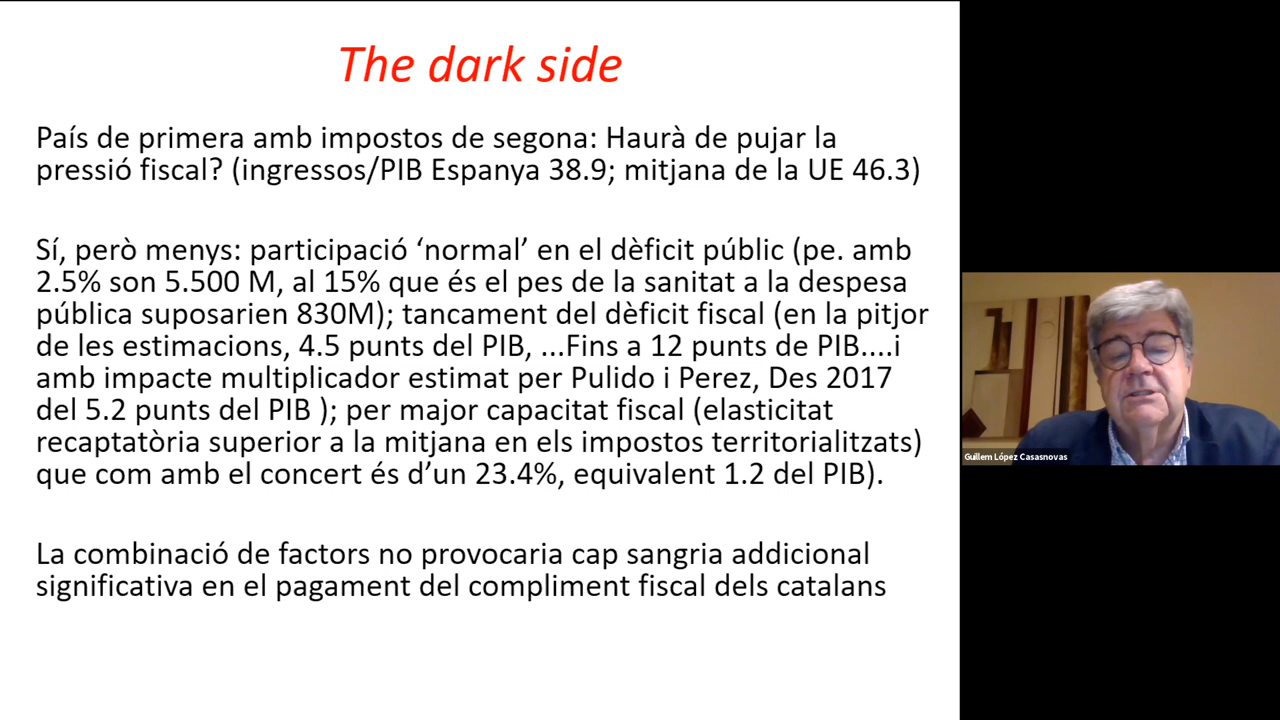 The dark side
País de primera amb impostos de segona: Haurà de pujar la
pressió fiscal? (ingressos/PIB Espanya 38.9; mitjana de la UE 46.3)
Sí, però menys: participació ‘normal’ en el dèficit públic (pe. amb
2.5% son 5.500 M, al 15% que és el pes de la sanitat a la despesa
pública suposarien 830M); tancament del dèficit fiscal (en la pitjor
de les estimacions, 4.5 punts del PIB, ...Fins a 12 punts de PIB....i
amb impacte multiplicador estimat per Pulido i Perez, Des 2017
del 5.2 punts del PIB ); per major capacitat fiscal (elasticitat
recaptatòria superior a la mitjana en els impostos territorialitzats)
que com amb el concert és d’un 23.4%, equivalent 1.2 del PIB).
La combinació de factors no provocaria cap sangria addicional
significativa en el pagament del compliment fiscal dels catalans
Guillem López Casasnovas